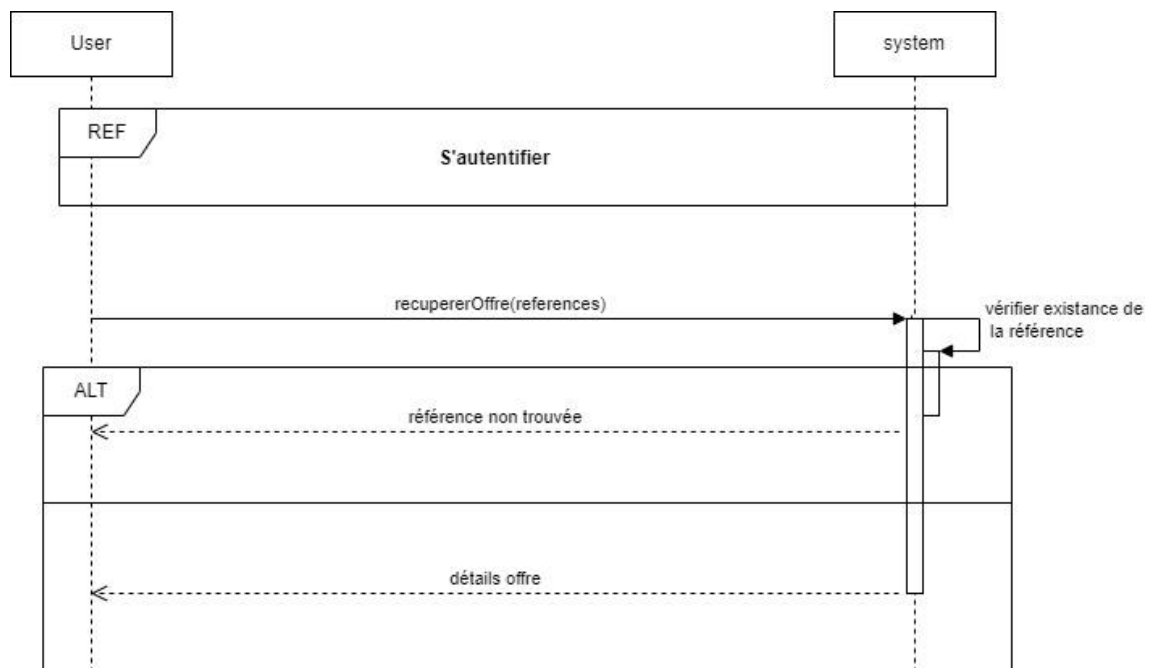 User
system
REF
S'autentifier
recupererOffre(references)
vérifier existance de
la référence
ALT
référence non trouvée
détails offre